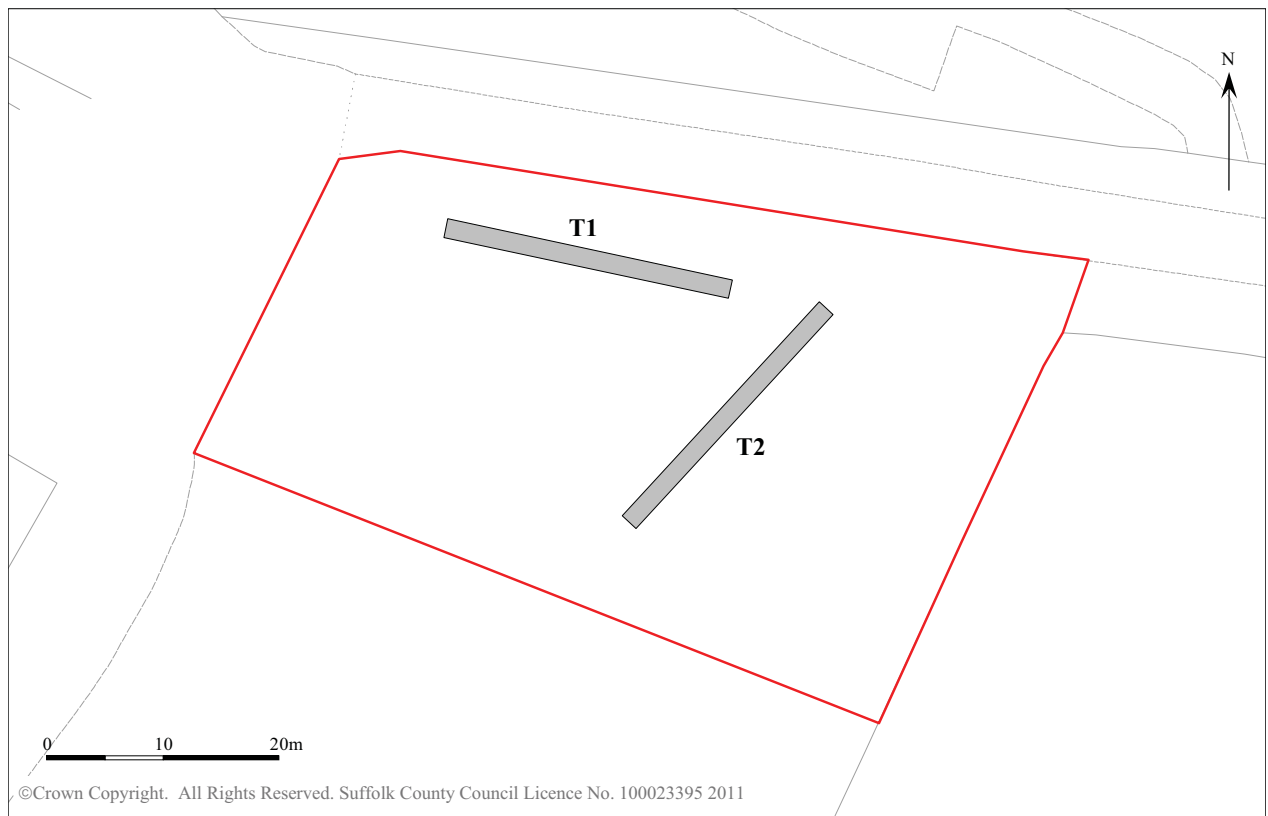 N
T1
T2
0 10 20m
©Crown Copyright. All Rights Reserved. Suffolk County Council Licence No. 100023395 2011